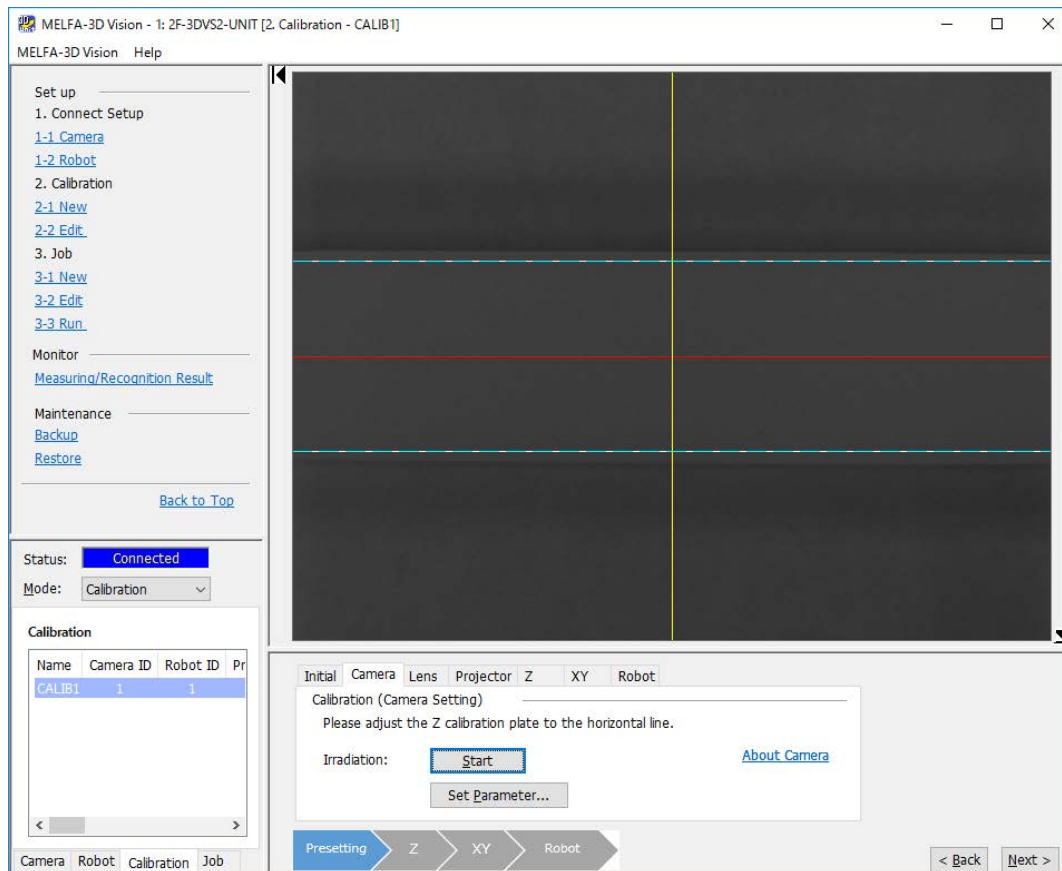 MELFA-3D Vision - 1: 2F-3DVS2-UNIT [2. Calibration - CALIB1]
MELFA-3D Vision Help
Set up
1. Connect Setup
1-1 Camera
1-2 Robot
2. Calibration
2-1 New
2-2 Edit
3. Job
3-1 New
3-2 Edit
3-3 Run
Monitor
Measuring/Recognition Result
Maintenance
Backup
Restore
Back to Top
Status: Connected
Mode: Calibration
Calibration
Name Camera ID Robot ID Pr
CALIB1 1 1
Camera Robot Calibration Job
Initial Camera Lens Projector Z XY Robot
Calibration (Camera Setting)
Please adjust the Z calibration plate to the horizontal line.
Irradiation: Start About Camera
Set Parameter...
Presetting Z XY Robot
< Back Next >